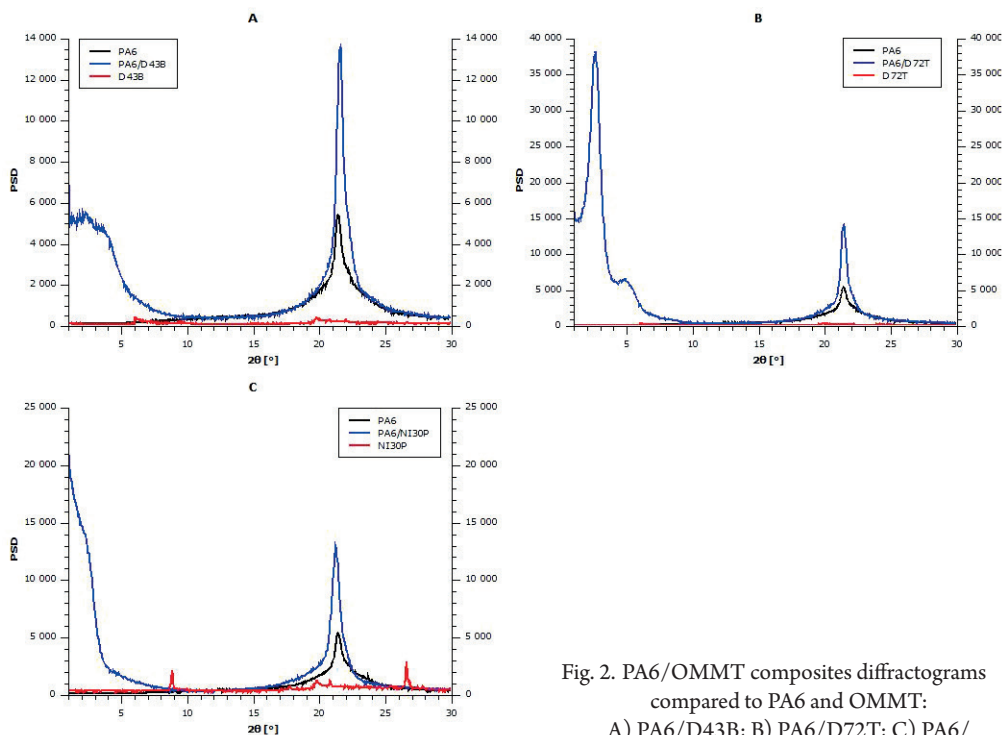 A
14 000
12 000
10 000
8 000
6 000
4 000
2 000
0
PSD
PA6
PA6/D43B
D43B
14 000
12 000
10 000
8 000
6 000
4 000
2 000
0
5 10 15 20 25 30
2θ [°]
B
40 000
35 000
30 000
25 000
20 000
15 000
10 000
5 000
0
PSD
PA6
PA6/D72T
D72T
40 000
35 000
30 000
25 000
20 000
15 000
10 000
5 000
0
5 10 15 20 25 30
2θ [°]
C
25 000
20 000
15 000
10 000
5 000
0
PSD
PA6
PA6/NI30P
NI30P
25 000
20 000
15 000
10 000
5 000
0
5 10 15 20 25 30
2θ [°]
Fig. 2. PA6/OMMT composites diffractograms
compared to PA6 and OMMT:
A) PA6/D43B; B) PA6/D72T; C) PA6/